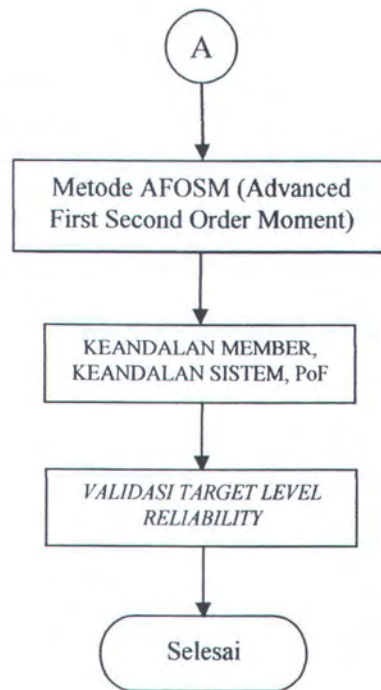 A
Metode AFOSM (Advanced
First Second Order Moment)
KEANDALAN MEMBER,
KEANDALAN SISTEM, PoF
VALIDASI TARGET LEVEL
RELIABILITY
Selesai